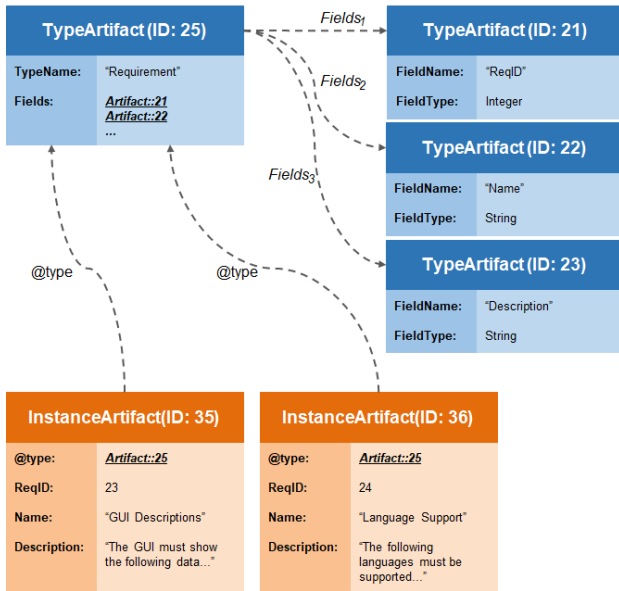 TypeArtifact (ID: 25)
TypeName: “Requirement”
Fields: Artifact::21
Artifact::22
...
Fields1
Fields2
Fields3
TypeArtifact (ID: 21)
FieldName: “ReqID”
FieldType: Integer
TypeArtifact (ID: 22)
FieldName: “Name”
FieldType: String
TypeArtifact (ID: 23)
FieldName: “Description”
FieldType: String
@type
@type
InstanceArtifact(ID: 35)
@type: Artifact::25
ReqID: 23
Name: “GUI Descriptions”
Description: “The GUI must show
the following data...”
InstanceArtifact(ID: 36)
@type: Artifact::25
ReqID: 24
Name: “Language Support”
Description: “The following
languages must be
supported...”